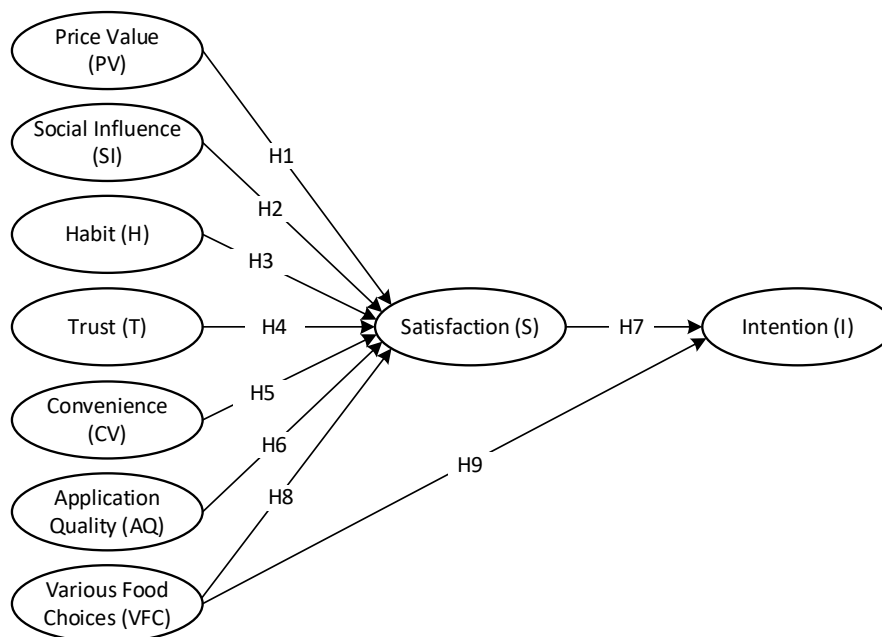 Price Value
(PV)
Social Influence
(SI)
Habit (H)
Trust (T)
Convenience
(CV)
Application
Quality (AQ)
Various Food
Choices (VFC)
H1
H2
H3
H4
H5
H6
H8
Satisfaction (S)
H7
H9
Intention (I)